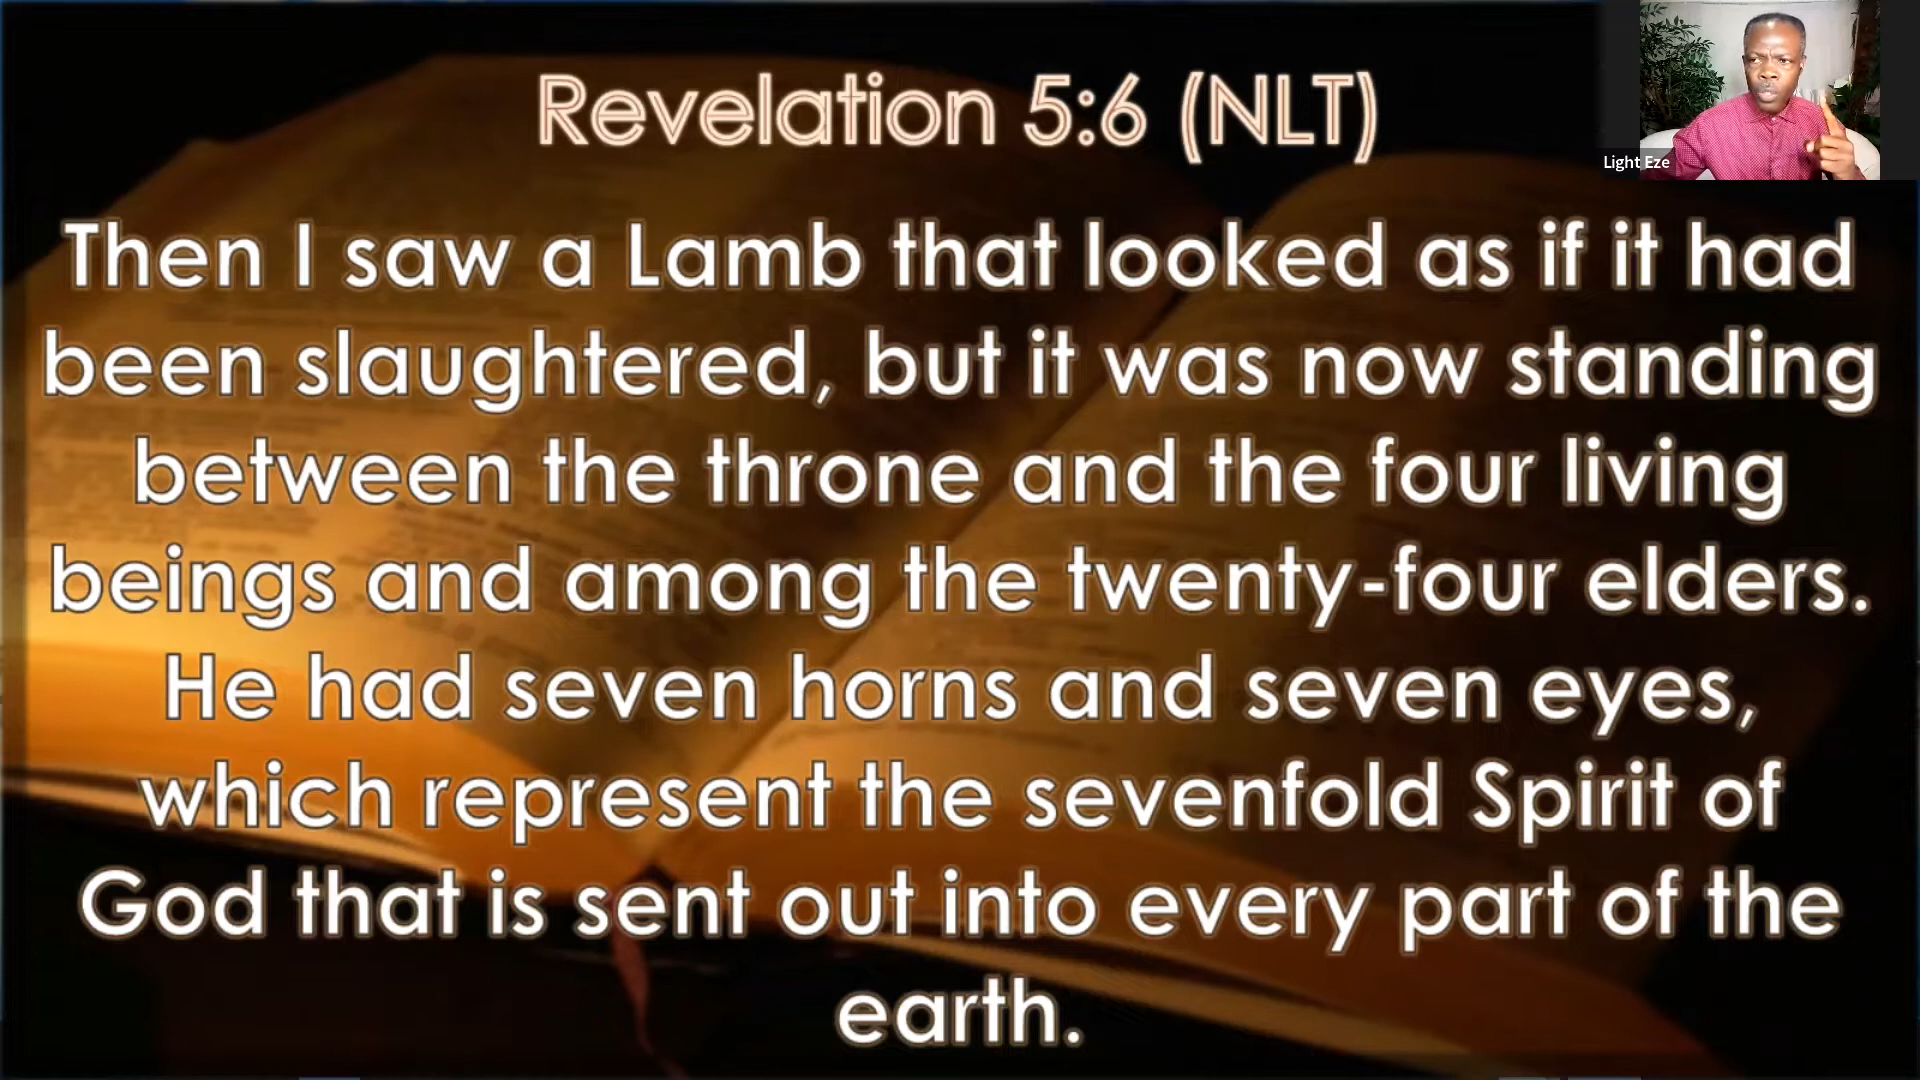 Revelation 5:6 (NLT)
Light Eze
Then I saw a Lamb that looked as if it had
been slaughtered, but it was now standing
between the throne and the four living
beings and among the twenty-four elders.
He had seven horns and seven eyes,
which represent the sevenfold Spirit of
God that is sent out into every part of the
earth.